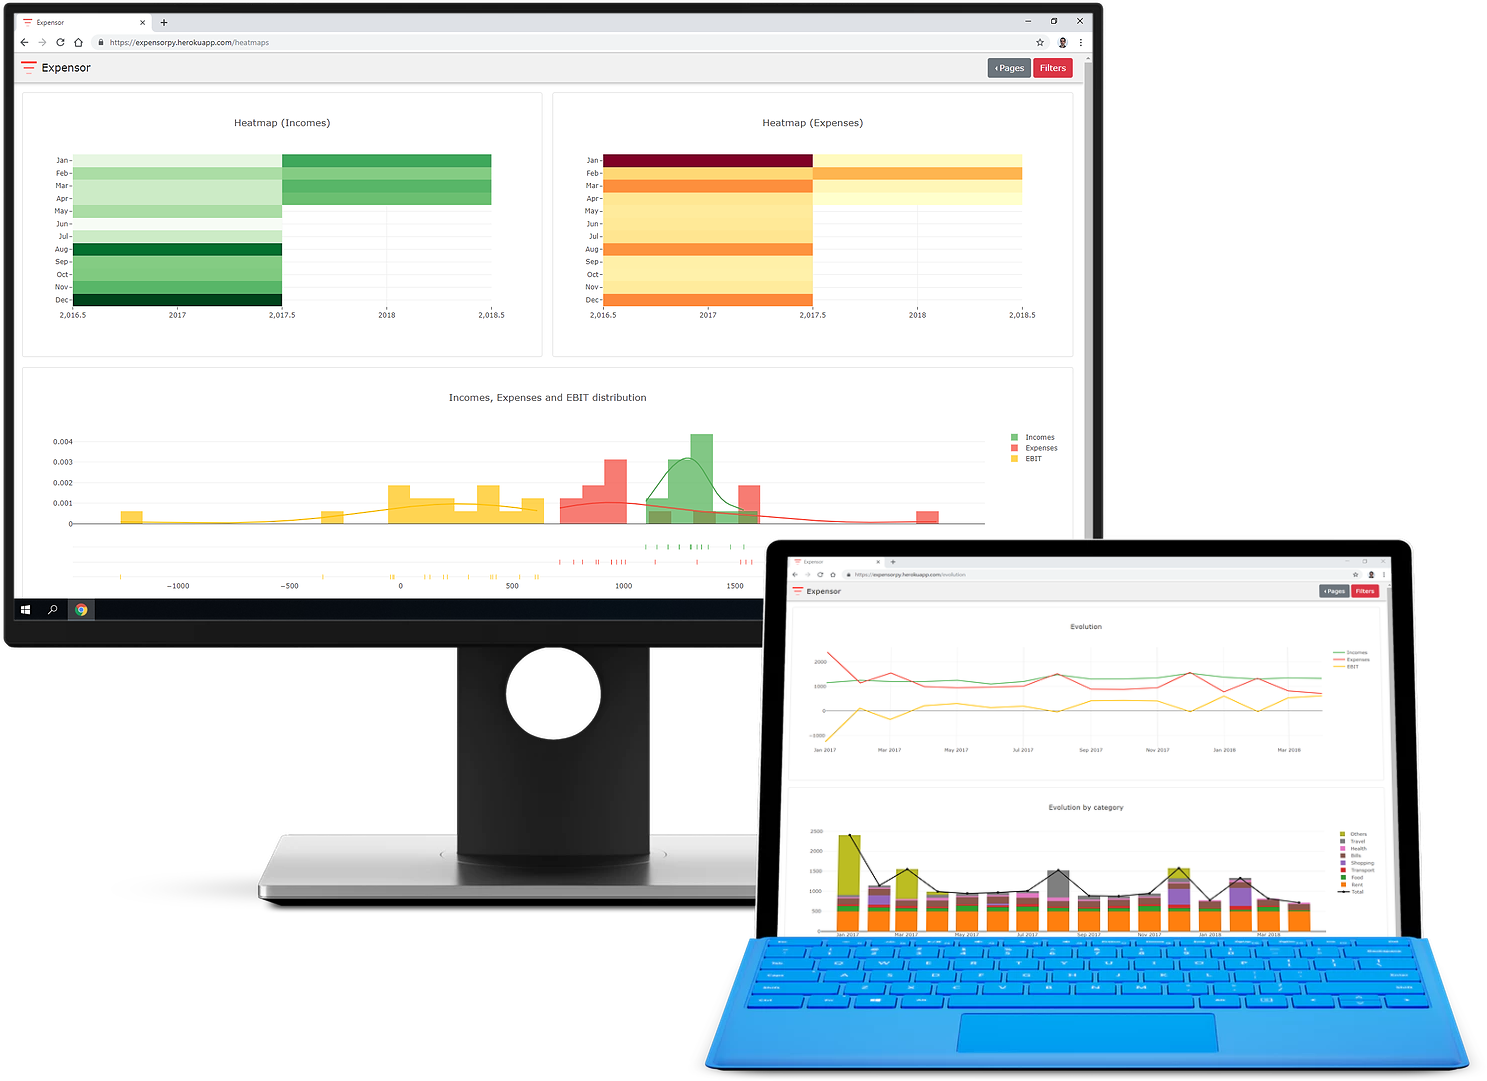 Expensor
https://expensorpy.herokuapp.com/heatmaps
Expensor
‹Pages
Filters
Heatmap (Incomes)
Jan
Feb
Mar
Apr
May
Jun
Jul
Aug
Sep
Oct
Nov
Dec
2,016.5 2017 2,017.5 2018 2,018.5
Heatmap (Expenses)
Jan
Feb
Mar
Apr
May
Jun
Jul
Aug
Sep
Oct
Nov
Dec
2,016.5 2017 2,017.5 2018 2,018.5
Incomes, Expenses and EBIT distribution
0.004
0.003
0.002
0.001
0
Incomes
Expenses
EBIT
−1000 −500 0 500 1000 1500
Expensor
https://expensorpy.herokuapp.com/evolution
Expensor
‹Pages
Filters
Evolution
2000
1000
0
−1000
Jan 2017 Mar 2017 May 2017 Jul 2017 Sep 2017 Nov 2017 Jan 2018 Mar 2018
Incomes
Expenses
EBIT
Evolution by category
2500
2000
1500
1000
500
0
Jan 2017 Mar 2017 May 2017 Jul 2017 Sep 2017 Nov 2017 Jan 2018 Mar 2018
Others
Travel
Health
Bills
Shopping
Transport
Food
Rent
Total
Q W E R T Y U I O P
A S D F G H J K L
Z X C V B N M